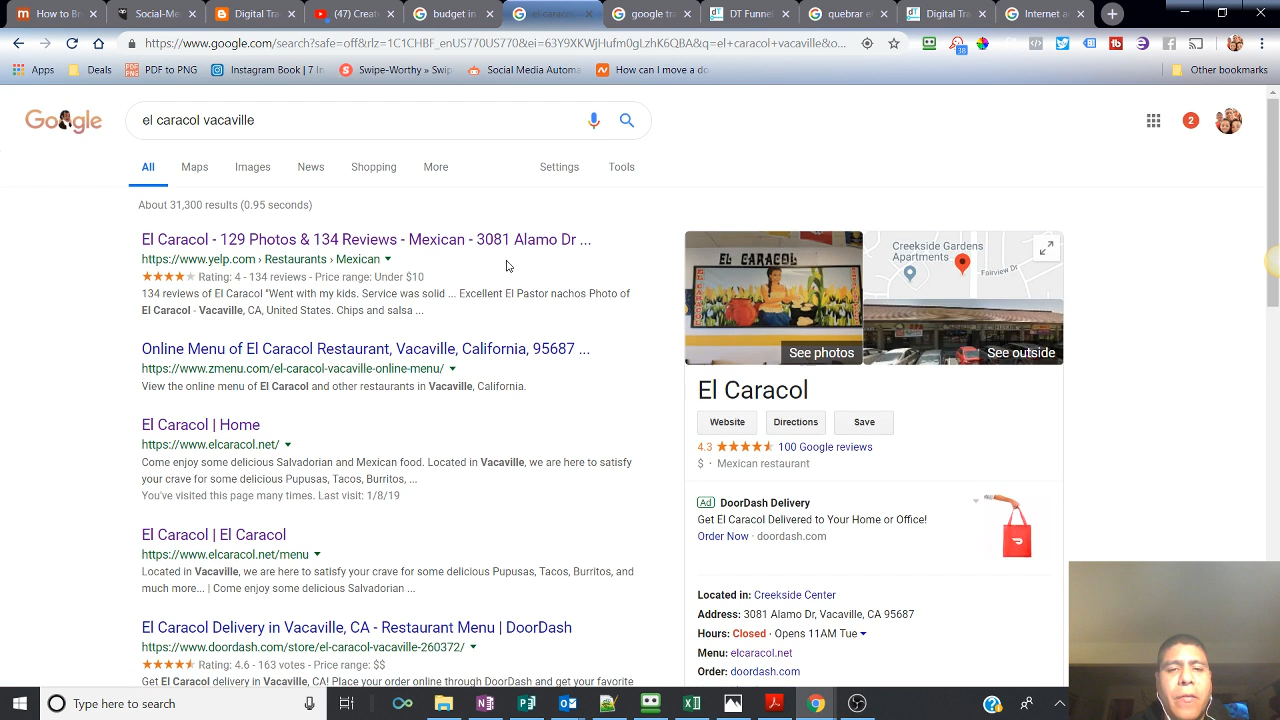 How to Br
Social-Me
Digital Tra
(47) Creat
budget in
el caracol
google tra
DT Funnel
quebrar e
Digital Tra
Internet a
https://www.google.com/search?safe=off&rlz=1C1CHBF_enUS770US770&ei=63Y9XKWjHufm0gLzhK6QBA&q=el+caracol+vacaville&o...
38
Apps
Deals
PDF to PNG
Instagram Book | 7 In
Swipe-Worthy » Swip
Social Media Automa
How can I move a do
Other bookmarks
el caracol vacaville
2
All Maps Images News Shopping More Settings Tools
About 31,300 results (0.95 seconds)
El Caracol - 129 Photos & 134 Reviews - Mexican - 3081 Alamo Dr ...
https://www.yelp.com › Restaurants › Mexican
Rating: 4 - 134 reviews - Price range: Under $10
134 reviews of El Caracol "Went with my kids. Service was solid ... Excellent El Pastor nachos Photo of
El Caracol - Vacaville, CA, United States. Chips and salsa ...
Online Menu of El Caracol Restaurant, Vacaville, California, 95687 ...
https://www.zmenu.com/el-caracol-vacaville-online-menu/
View the online menu of El Caracol and other restaurants in Vacaville, California.
El Caracol | Home
https://www.elcaracol.net/
Come enjoy some delicious Salvadorian and Mexican food. Located in Vacaville, we are here to satisfy
your crave for some delicious Pupusas, Tacos, Burritos, ...
You've visited this page many times. Last visit: 1/8/19
El Caracol | El Caracol
https://www.elcaracol.net/menu
Located in Vacaville, we are here to satisfy your crave for some delicious Pupusas, Tacos, Burritos, and
much more... | Come enjoy some delicious Salvadorian ...
El Caracol Delivery in Vacaville, CA - Restaurant Menu | DoorDash
https://www.doordash.com/store/el-caracol-vacaville-260372/
Rating: 4.6 - 163 votes - Price range: $$
Get El Caracol delivery in Vacaville, CA! Place your order online through DoorDash and get your favorite
EL CARACOL
See photos
Creekside Gardens
Apartments
Fairview Dr
See outside
El Caracol
Website Directions Save
4.3 100 Google reviews
$ · Mexican restaurant
Ad DoorDash Delivery
Get El Caracol Delivered to Your Home or Office!
Order Now · doordash.com
Located in: Creekside Center
Address: 3081 Alamo Dr, Vacaville, CA 95687
Hours: Closed · Opens 11AM Tue
Menu: elcaracol.net
Order: doordash.com
Type here to search